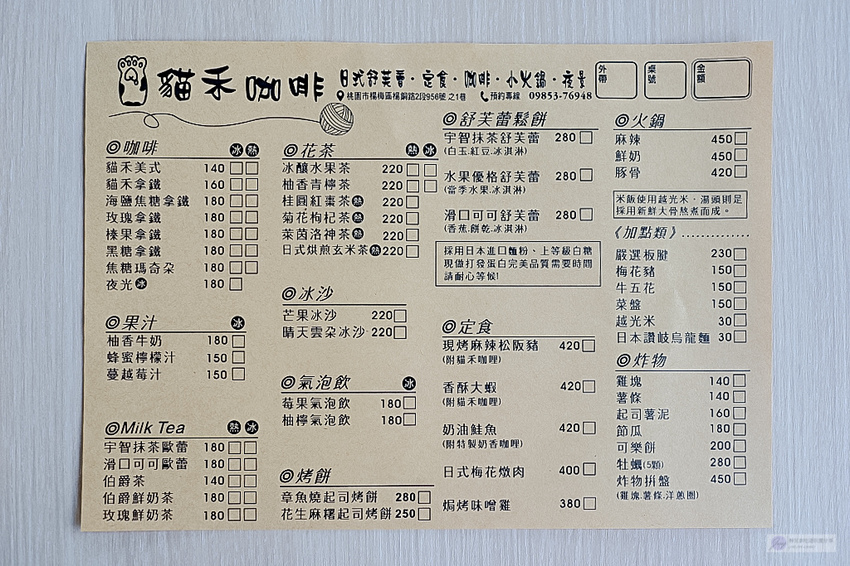 貓禾咖啡
日式舒芙蕾·定食·咖啡·小火鍋·夜景
桃園市楊梅區楊銅路2段956號 之1巷 預約專線 09853-76948
外帶
桌號
金額
◎咖啡 冰 熱
貓禾美式 140
貓禾拿鐵 160
海鹽焦糖拿鐵 180
玫瑰拿鐵 180
榛果拿鐵 180
黑糖拿鐵 180
焦糖瑪奇朵 180
夜光冰 180
◎果汁 冰
柚香牛奶 180
蜂蜜檸檬汁 150
蔓越莓汁 150
◎Milk Tea 熱 冰
宇智抹茶歐蕾 180
滑口可可歐蕾 180
伯爵茶 140
伯爵鮮奶茶 180
玫瑰鮮奶茶 180
◎花茶 熱 冰
冰釀水果茶 220
柚香青檸茶 220
桂圓紅棗茶熱 220
菊花枸杞茶熱 220
萊茵洛神茶熱 220
日式烘煎玄米茶熱 220
◎冰沙
芒果冰沙 220
晴天雲朵冰沙 220
◎氣泡飲 冰
莓果氣泡飲 180
柚檸氣泡飲 180
◎烤餅
章魚燒起司烤餅 280
花生麻糬起司烤餅 250
◎舒芙蕾鬆餅
宇智抹茶舒芙蕾 280
(白玉.紅豆.冰淇淋)
水果優格舒芙蕾 280
(當季水果.冰淇淋)
滑口可可舒芙蕾 280
(香蕉.餅乾.冰淇淋)
採用日本進口麵粉、上等級白糖
現做打發蛋白完美品質需要時間
請耐心等候!
◎定食
現烤麻辣松阪豬 420
(附貓禾咖哩)
香酥大蝦 420
(附貓禾咖哩)
奶油鮭魚 420
(附特製奶香咖哩)
日式梅花燉肉 400
焗烤味噌雞 380
◎火鍋
麻辣 450
鮮奶 450
豚骨 420
米飯使用越光米、湯頭則足
採用新鮮大骨熬煮而成。
《加點類》..............
嚴選板腱 230
梅花豬 150
牛五花 150
菜盤 150
越光米 30
日本讚岐烏龍麵 30
◎炸物
雞塊 140
薯條 140
起司薯泥 160
節瓜 180
可樂餅 200
牡蠣(5顆) 280
炸物拼盤 450
(雞塊.薯條.洋蔥圈)